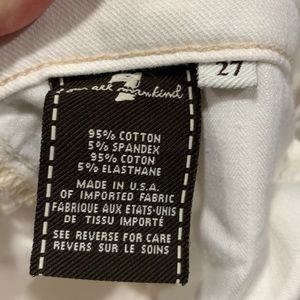 7
for all mankind
27
95% COTTON
5% SPANDEX
95% COTON
5% ELASTHANE
MADE IN U.S.A.
OF IMPORTED FABRIC
FABRIQUE AUX ETATS-UNIS
DE TISSU IMPORTÉ
SEE REVERSE FOR CARE
REVERS SUR LE SOINS